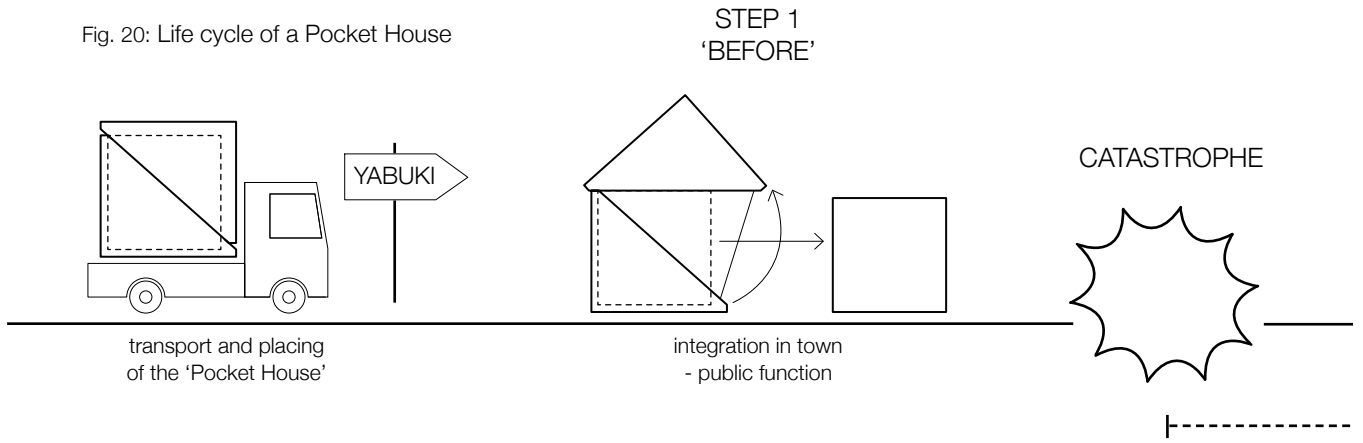 Fig. 20: Life cycle of a Pocket House
STEP 1
‘BEFORE’
YABUKI
CATASTROPHE
transport and placing
of the ‘Pocket House’
integration in town
- public function